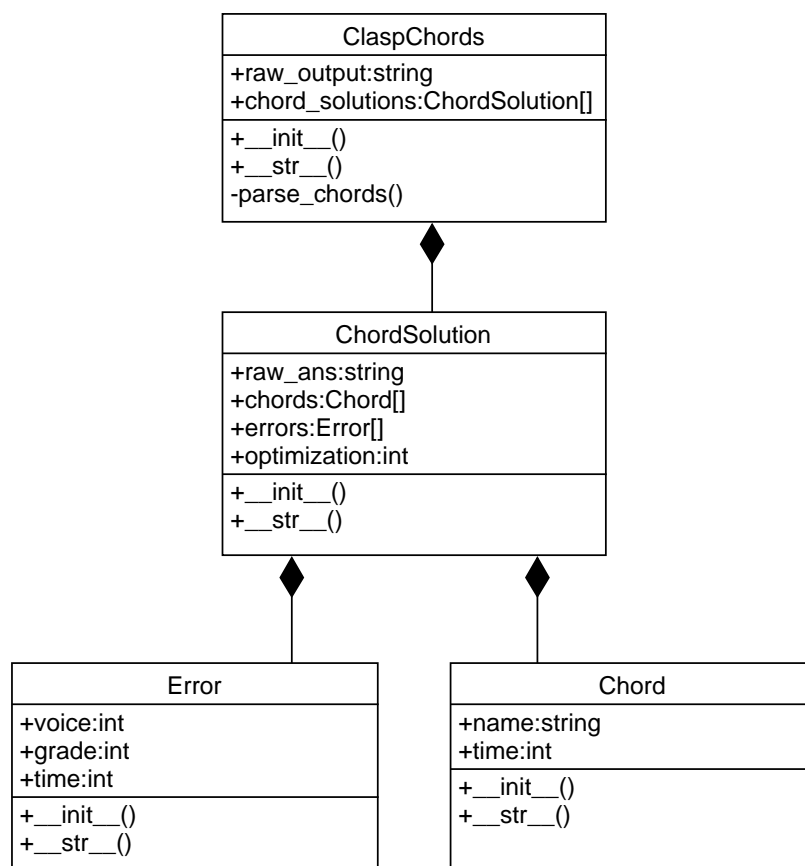 ClaspChords
+raw_output:string
+chord_solutions:ChordSolution[]
+__init__()
+__str__()
-parse_chords()
ChordSolution
+raw_ans:string
+chords:Chord[]
+errors:Error[]
+optimization:int
+__init__()
+__str__()
Error
+voice:int
+grade:int
+time:int
+__init__()
+__str__()
Chord
+name:string
+time:int
+__init__()
+__str__()